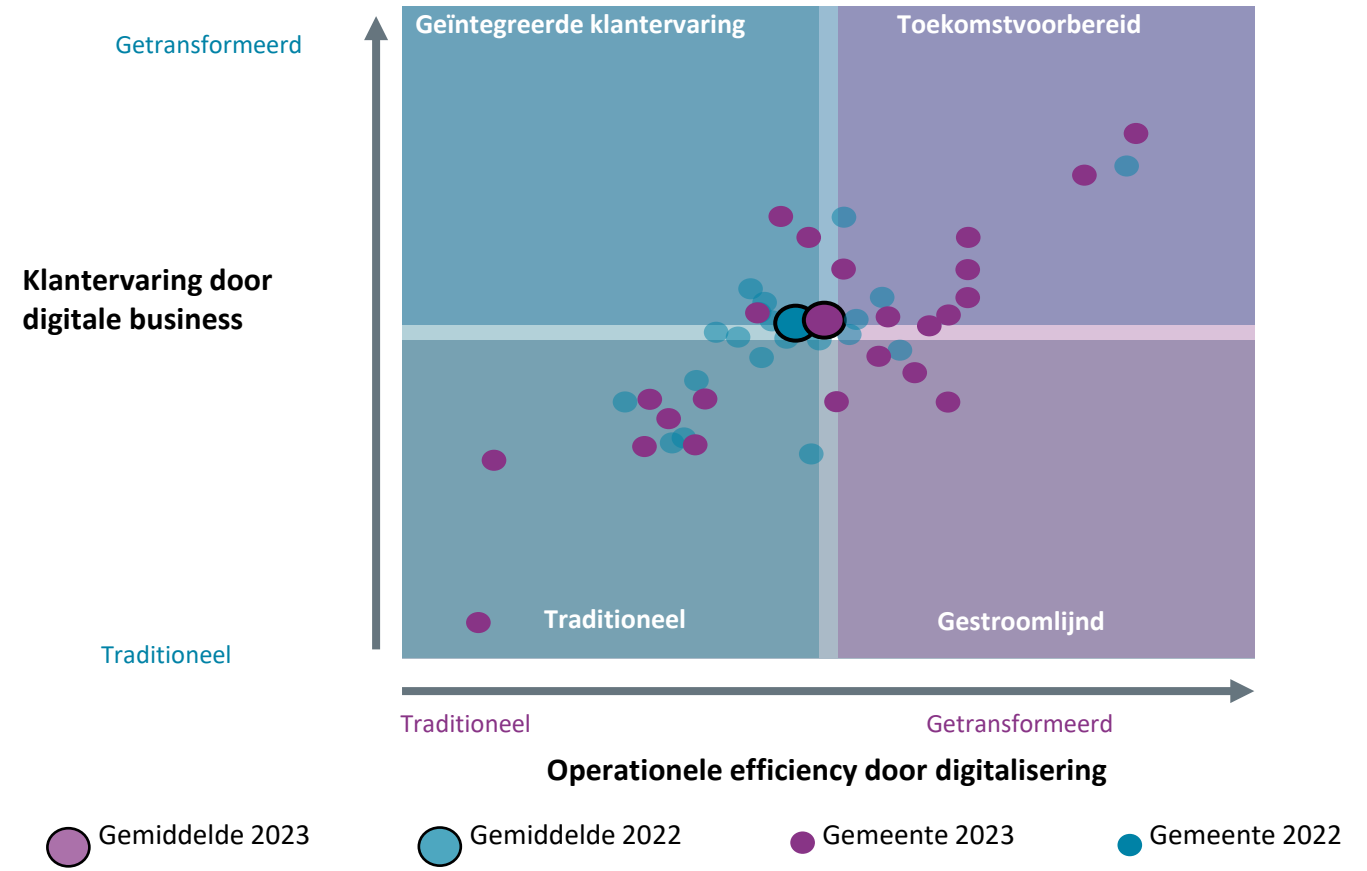 Geïntegreerde klantervaring
Toekomstvoorbereid
Getransformeerd
Klantervaring door
digitale business
Traditioneel
Gestroomlijnd
Traditioneel
Traditioneel
Getransformeerd
Operationele efficiency door digitalisering
Gemiddelde 2023
Gemiddelde 2022
Gemeente 2023
Gemeente 2022